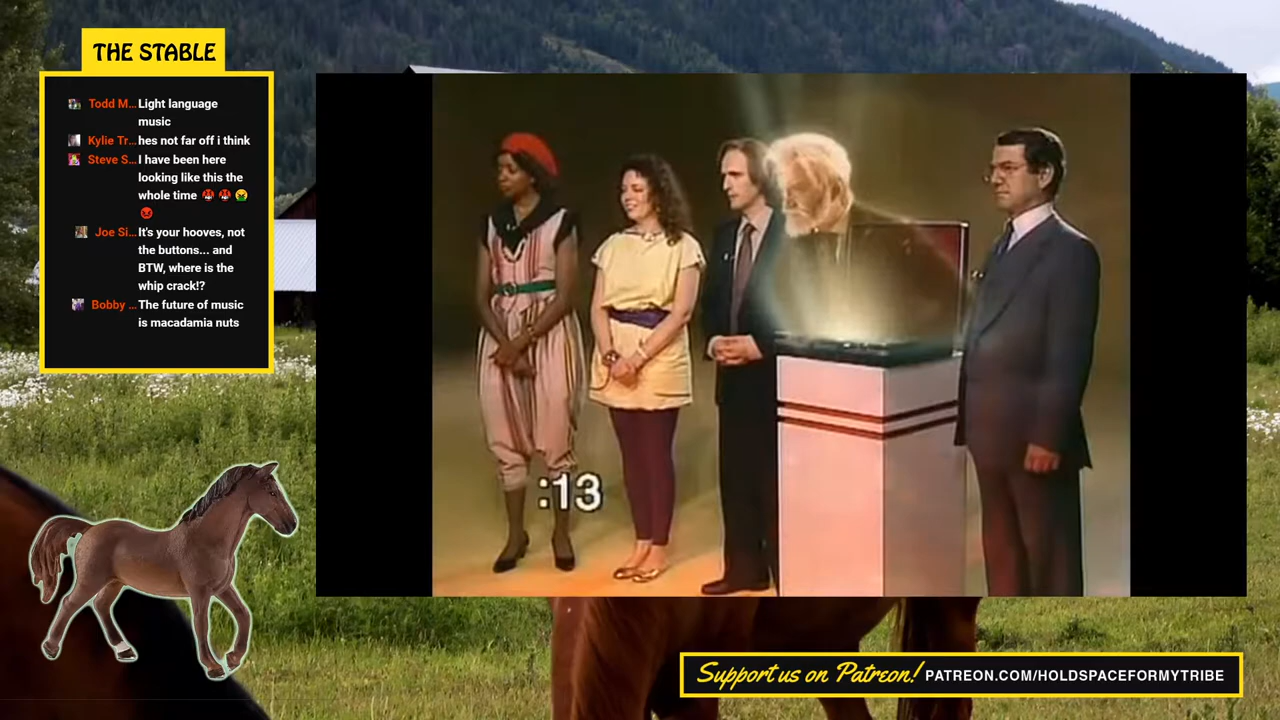 THE STABLE
Todd M... Light language
music
Kylie Tr... hes not far off i think
Steve S... I have been here
looking like this the
whole time
Joe Si... It's your hooves, not
the buttons... and
BTW, where is the
whip crack!?
Bobby ... The future of music
is macadamia nuts
:13
Support us on Patreon! PATREON.COM/HOLDSPACEFORMYTRIBE